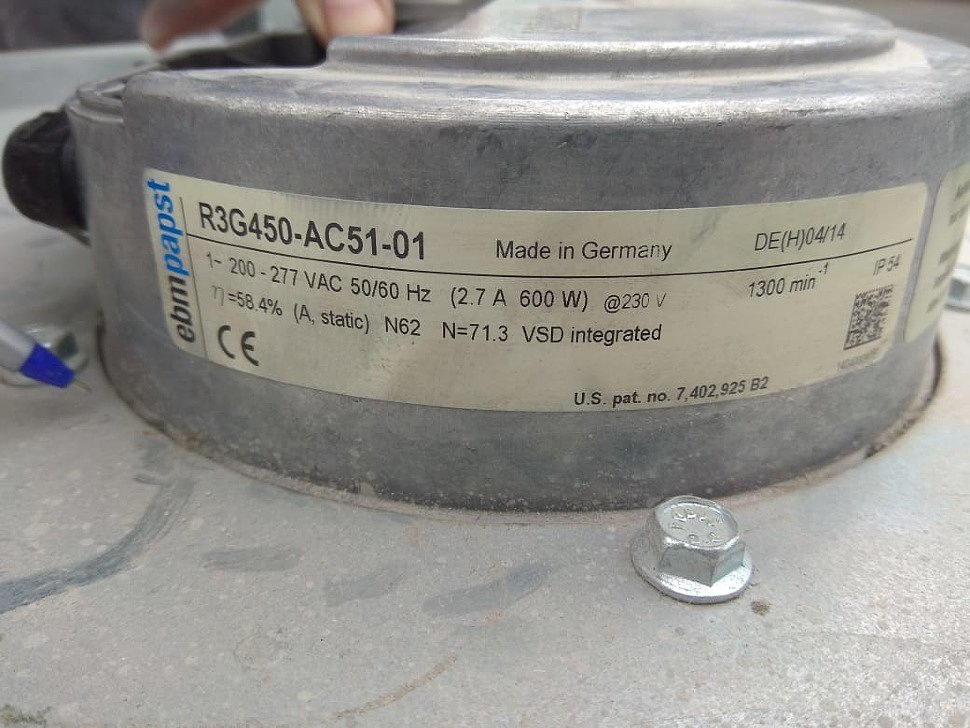 ebmpapst
R3G450-AC51-01
Made in Germany
DE(H)04/14
1~ 200 - 277 VAC 50/60 Hz (2.7 A 600 W) @230 V
1300 min⁻¹
IP 54
η=58.4% (A, static) N62 N=71.3 VSD integrated
CE
U.S. pat. no. 7,402,925 B2